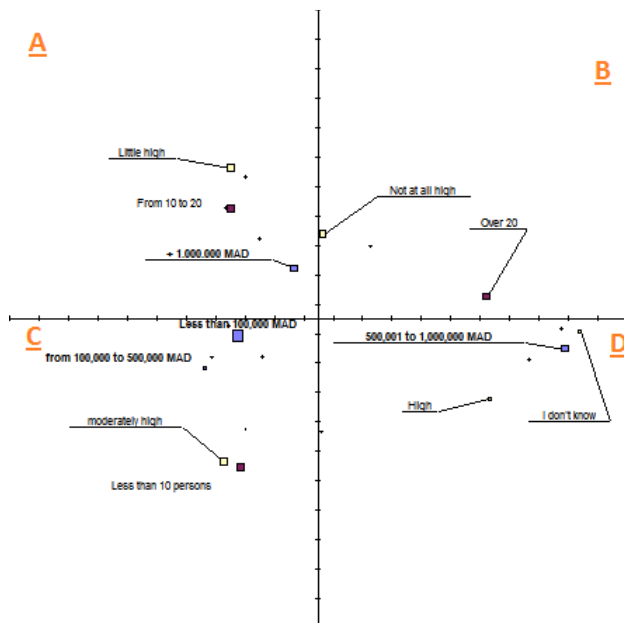 A
B
Little high
From 10 to 20
Not at all high
Over 20
+ 1.000.000 MAD
Less than 100,000 MAD
C
500,001 to 1,000,000 MAD
D
from 100,000 to 500,000 MAD
High
I don't know
moderately high
Less than 10 persons